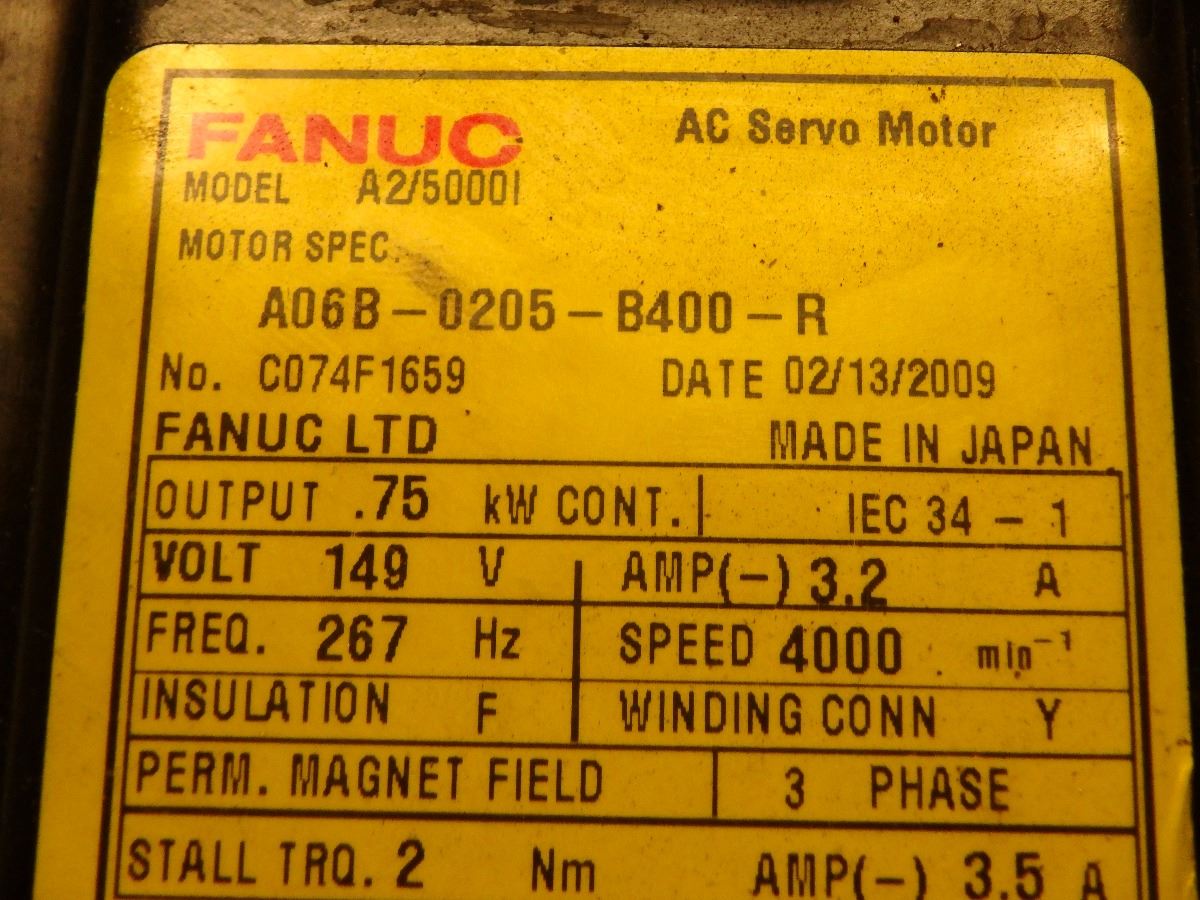 FANUC AC Servo Motor
MODEL A2/5000I
MOTOR SPEC.
A06B-0205-B400-R
No. C074F1659 DATE 02/13/2009
FANUC LTD MADE IN JAPAN
OUTPUT .75 kW CONT. IEC 34-1
VOLT 149 V AMP(~) 3.2 A
FREQ. 267 Hz SPEED 4000 min⁻¹
INSULATION F WINDING CONN Y
PERM. MAGNET FIELD 3 PHASE
STALL TRQ. 2 Nm AMP(~) 3.5 A